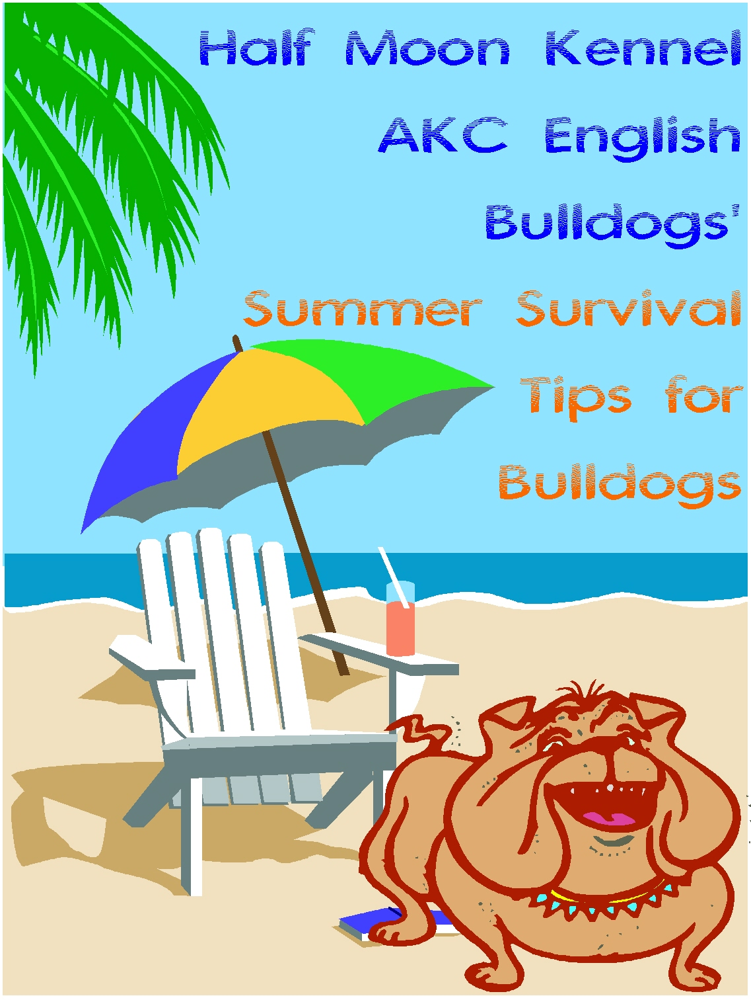 Half Moon Kennel
AKC English
Bulldogs'
Summer Survival
Tips for
Bulldogs